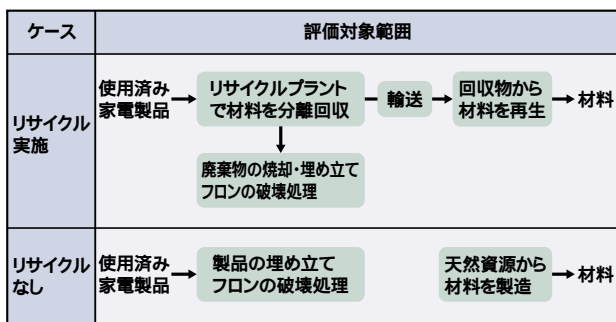 ケース
評価対象範囲
リサイクル
実施
使用済み
家電製品
リサイクルプラント
で材料を分離回収
輸送
回収物から
材料を再生
材料
廃棄物の焼却・埋め立て
フロンの破壊処理
リサイクル
なし
使用済み
家電製品
製品の埋め立て
フロンの破壊処理
天然資源から
材料を製造
材料